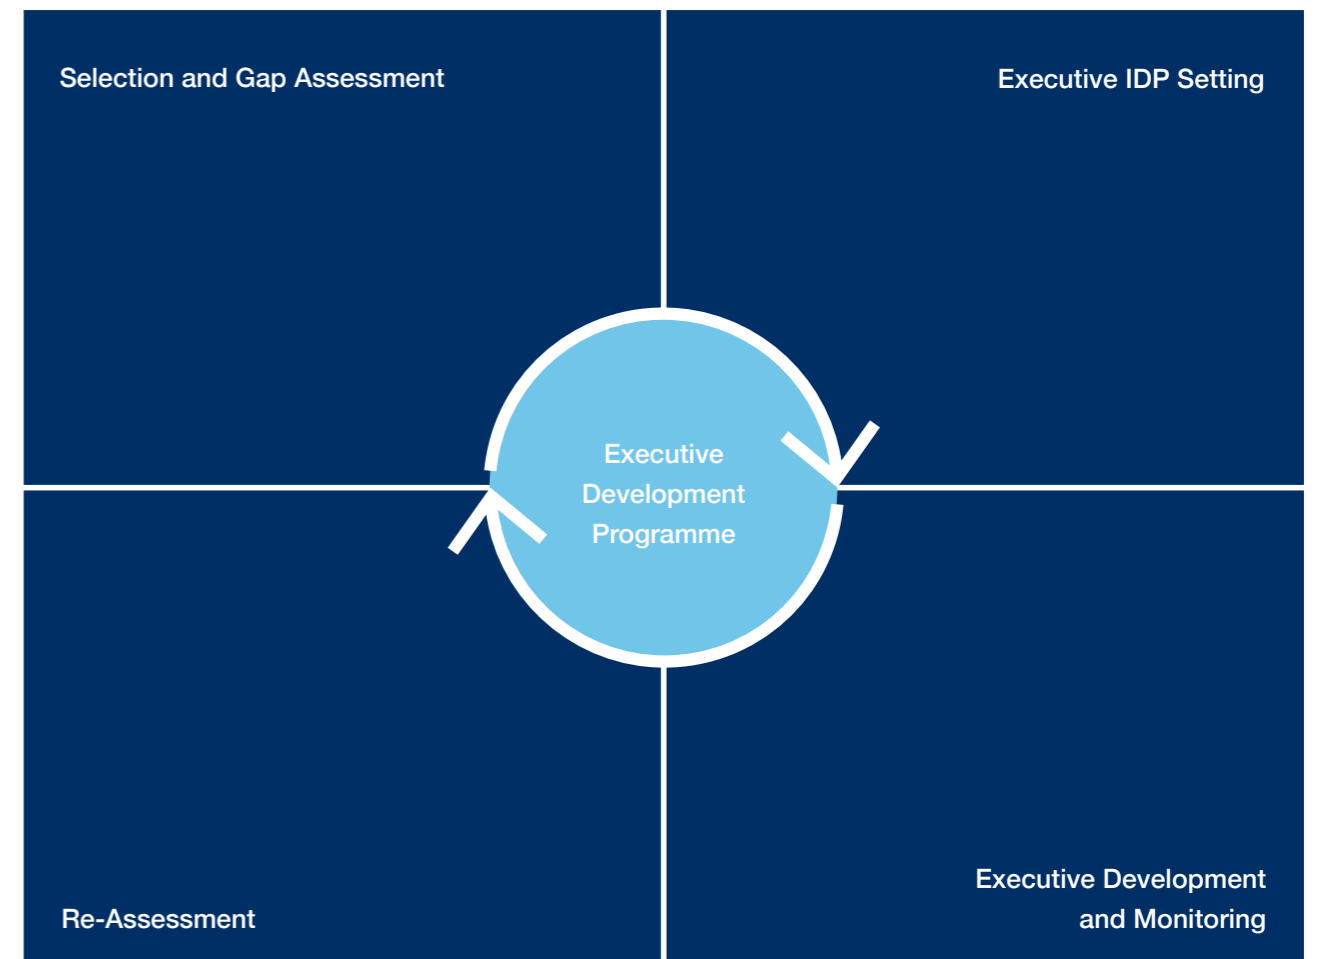 Selection and Gap Assessment
Executive IDP Setting
Executive
Development
Programme
Re-Assessment
Executive Development
and Monitoring